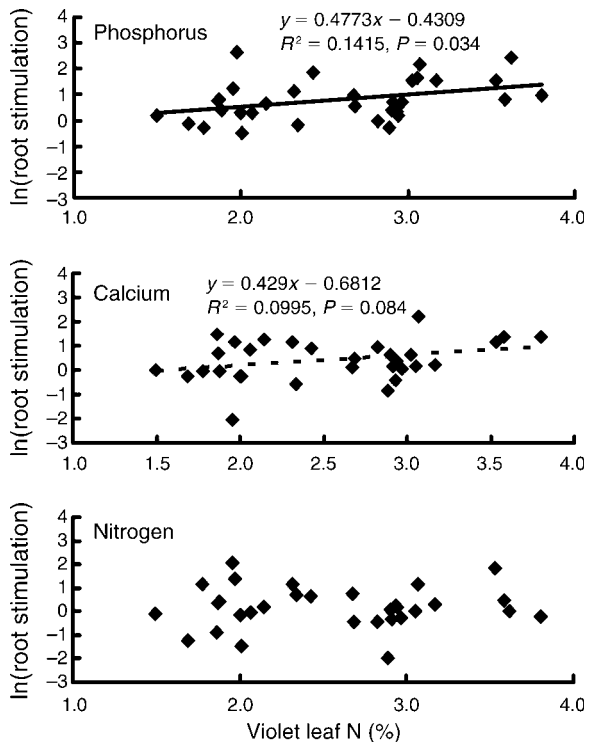 ln(root stimulation)
4
3
2
1
0
−1
−2
−3
Phosphorus
y = 0.4773x − 0.4309
R² = 0.1415, P = 0.034
1.0 2.0 3.0 4.0
ln(root stimulation)
4
3
2
1
0
−1
−2
−3
Calcium
y = 0.429x − 0.6812
R² = 0.0995, P = 0.084
1.0 1.5 2.0 2.5 3.0 3.5 4.0
ln(root stimulation)
4
3
2
1
0
−1
−2
−3
Nitrogen
1.0 2.0 3.0 4.0
Violet leaf N (%)